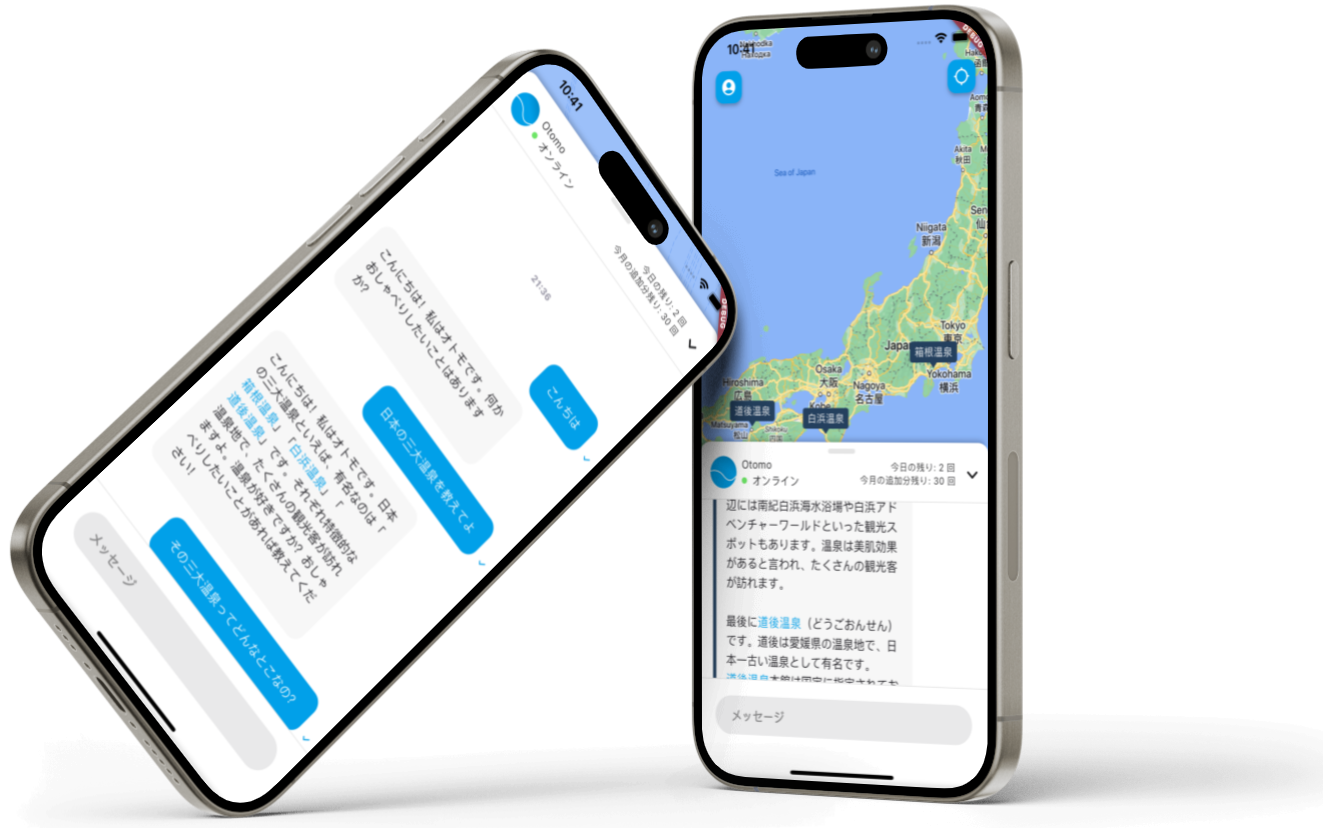 10:41
Otomo
オンライン
今日の残り: 2 回
今月の追加分残り: 30 回
DEBUG
21:36
こんにちは！私はオトモです。何か
おしゃべりしたいことはあります
か？
こんちは
日本の三大温泉を教えてよ
こんにちは！私はオトモです。日本
の三大温泉といえば、有名なのは「
箱根温泉」「白浜温泉」「
道後温泉」です。それぞれ特徴的な
温泉地で、たくさんの観光客が訪れ
ますよ。温泉が好きですか？おしゃ
べりしたいことがあれば教えてくだ
さい！
その三大温泉ってどんなとこなの？
メッセージ
10:41
Nakhodka
Находка
DEBUG
Akita
秋田
Sea of Japan
Niigata
新潟
Sen
仙
Tokyo
東京
Japa
箱根温泉
Yokohama
横浜
Osaka
大阪
Nagoya
名古屋
Hiroshima
広島
Kobe
道後温泉
白浜温泉
Matsuyama
松山
Shikoku
四国
Otomo
オンライン
今日の残り: 2 回
今月の追加分残り: 30 回
辺には南紀白浜海水浴場や白浜アド
ベンチャーワールドといった観光ス
ポットもあります。温泉は美肌効果
があると言われ、たくさんの観光客
が訪れます。
最後に道後温泉（どうごおんせん）
です。道後は愛媛県の温泉地で、日
本一古い温泉として有名です。
道後温泉本館は国宝に指定されてお
メッセージ